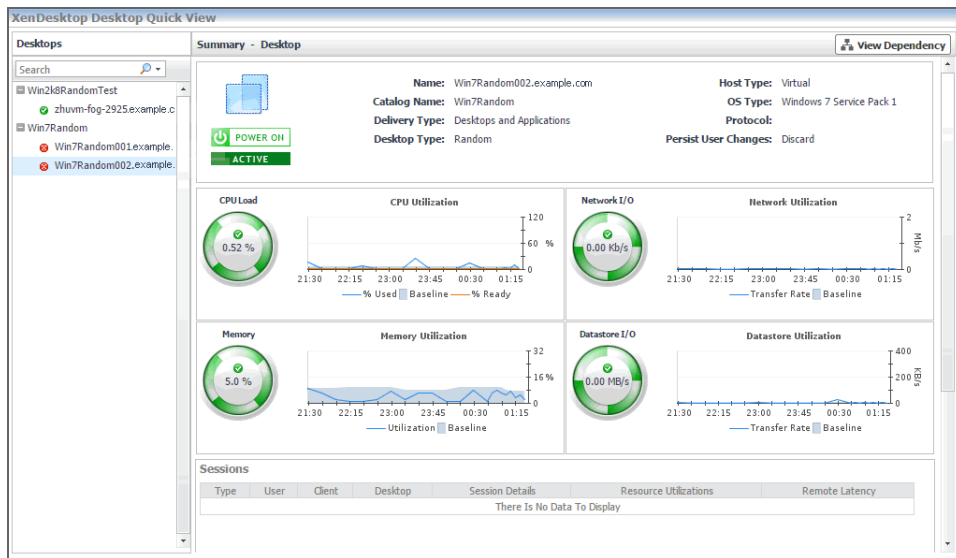 XenDesktop Desktop Quick View
Desktops
Search
Win2k8RandomTest
zhuvm-fog-2925.example.c
Win7Random
Win7Random001.example.
Win7Random002.example.
Summary - Desktop
View Dependency
POWER ON
ACTIVE
Name: Win7Random002.example.com
Catalog Name: Win7Random
Delivery Type: Desktops and Applications
Desktop Type: Random
Host Type: Virtual
OS Type: Windows 7 Service Pack 1
Protocol:
Persist User Changes: Discard
CPU Load
0.52 %
CPU Utilization
120
60 %
0
21:30 22:15 23:00 23:45 00:30 01:15
% Used Baseline % Ready
Network I/O
0.00 Kb/s
Network Utilization
2
Mb/s
0
21:30 22:15 23:00 23:45 00:30 01:15
Transfer Rate Baseline
Memory
5.0 %
Memory Utilization
32
16 %
0
21:30 22:15 23:00 23:45 00:30 01:15
Utilization Baseline
Datastore I/O
0.00 MB/s
Datastore Utilization
400
200 KB/s
0
21:30 22:15 23:00 23:45 00:30 01:15
Transfer Rate Baseline
Sessions
Type User Client Desktop Session Details Resource Utilizations Remote Latency
There Is No Data To Display